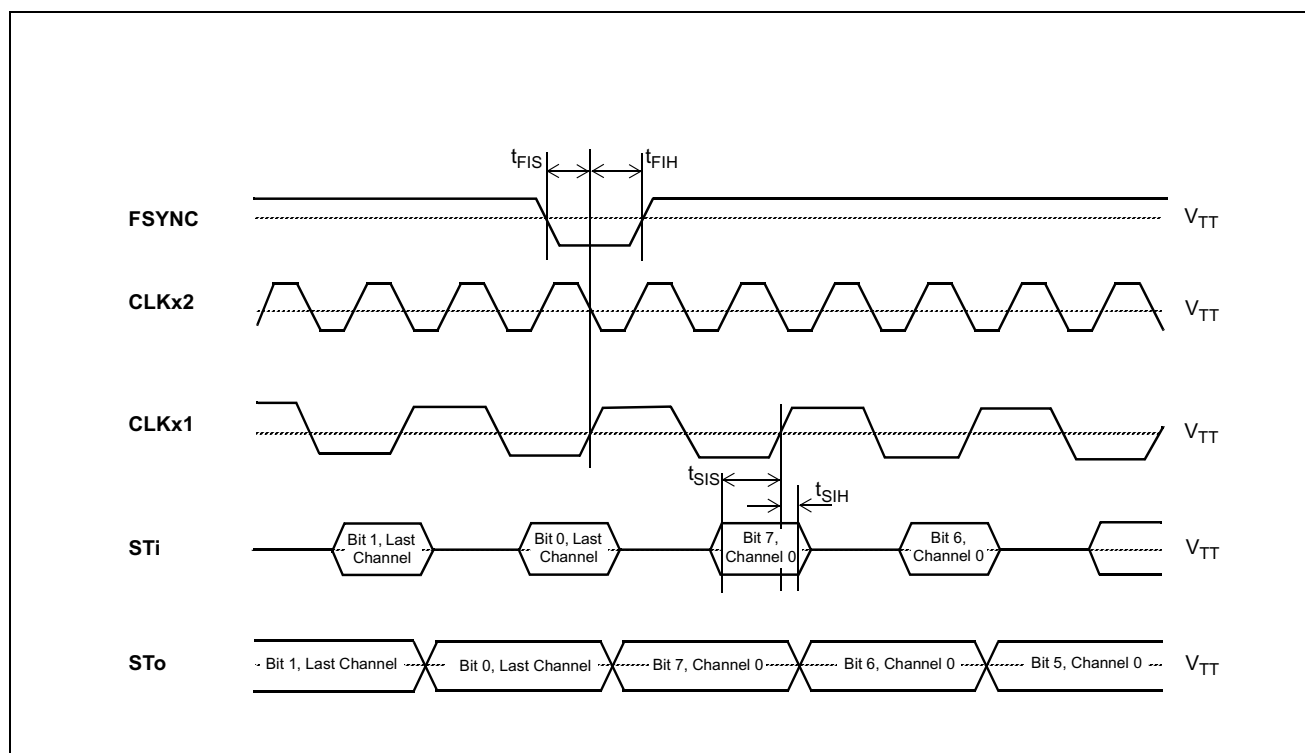 tFIS tFIH
FSYNC VTT
CLKx2 VTT
CLKx1 VTT
tSIS
tSIH
STi Bit 1, Last Channel Bit 0, Last Channel Bit 7, Channel 0 Bit 6, Channel 0 VTT
STo Bit 1, Last Channel Bit 0, Last Channel Bit 7, Channel 0 Bit 6, Channel 0 Bit 5, Channel 0 VTT